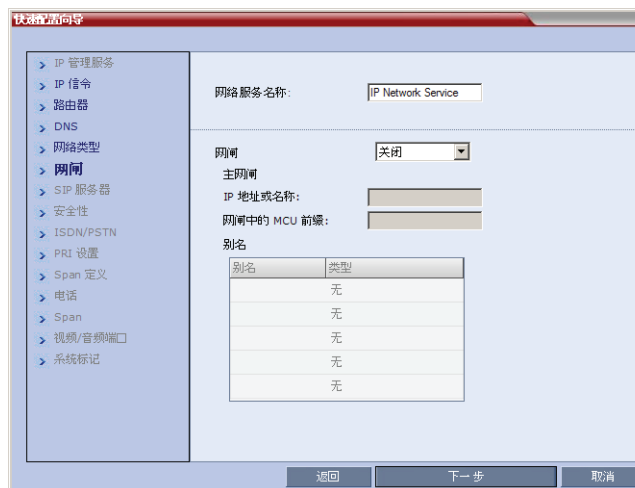 快速配置向导
IP 管理服务
IP 信令
路由器
DNS
网络类型
网闸
SIP 服务器
安全性
ISDN/PSTN
PRI 设置
Span 定义
电话
Span
视频/音频端口
系统标记
网络服务名称: IP Network Service
网闸 关闭
主网闸
IP 地址或名称:
网闸中的 MCU 前缀:
别名
别名 类型
无
无
无
无
无
返回 下一步 取消